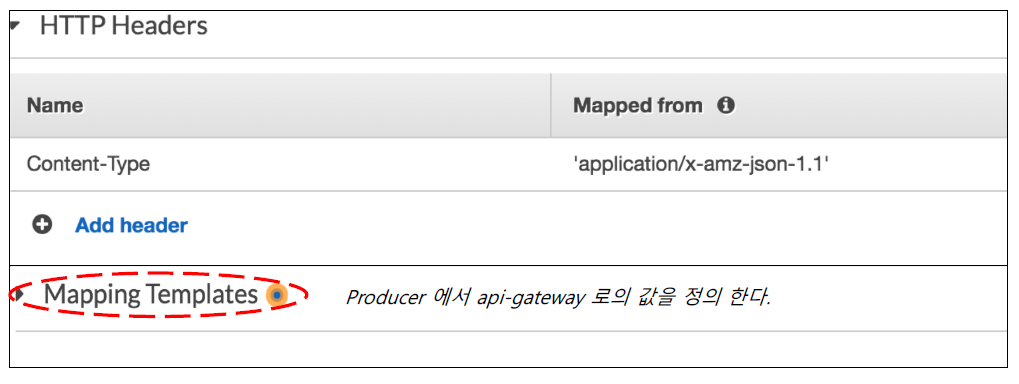 HTTP Headers
Name Mapped from
Content-Type 'application/x-amz-json-1.1'
Add header
Mapping Templates Producer 에서 api-gateway 로의 값을 정의 한다.